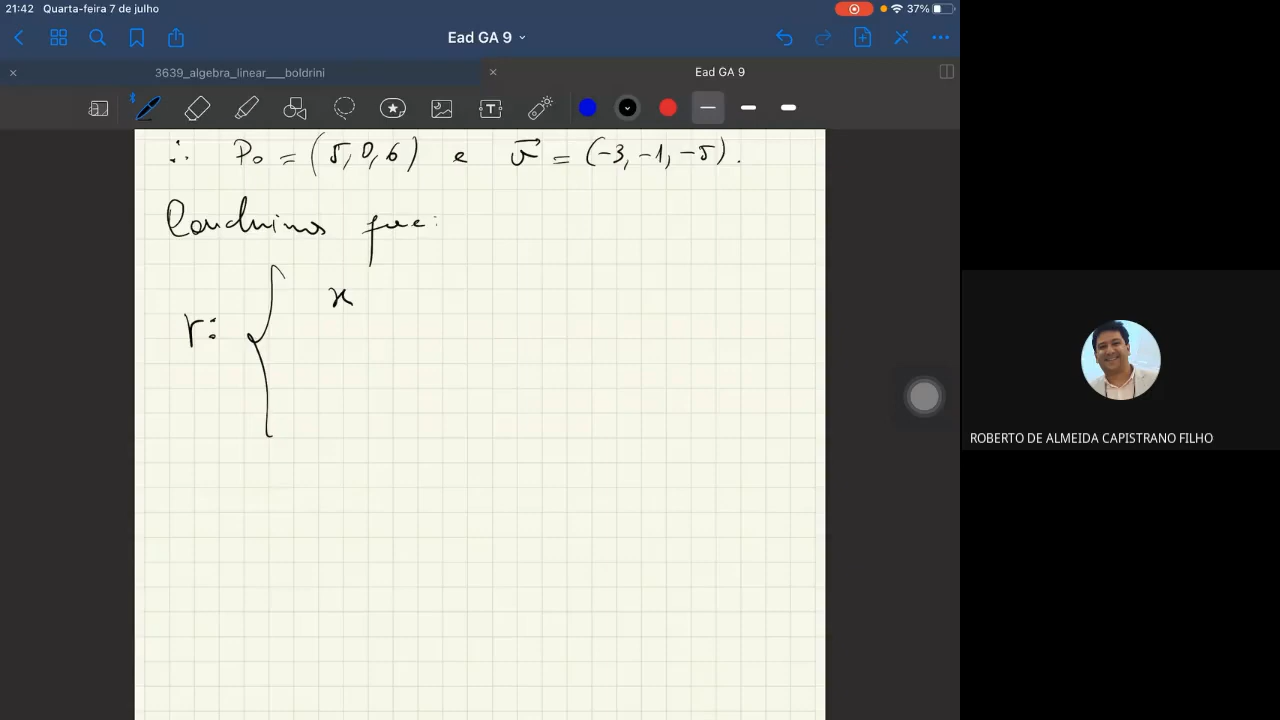 21:42 Quarta-feira 7 de julho
37%
Ead GA 9
3639_algebra_linear___boldrini
Ead GA 9
∴ P₀ = (5, 0, 6) e v⃗ = (-3, -1, -5).
Concluimos que:
r: { x
ROBERTO DE ALMEIDA CAPISTRANO FILHO